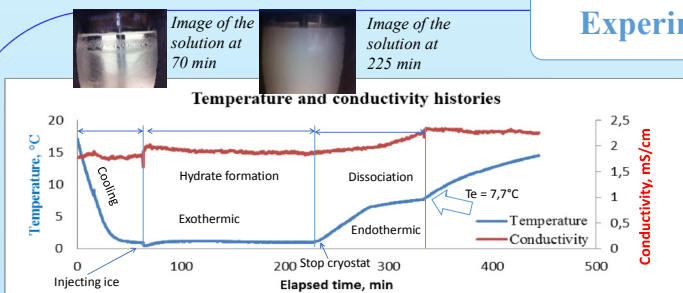 Image of the
solution at
70 min
Image of the
solution at
225 min
Experin
Temperature and conductivity histories
Temperature, °C
20
15
10
5
0
Cooling
Hydrate formation
Exothermic
Dissociation
Endothermic
Te = 7,7°C
Temperature
Conductivity
2,5
2
1,5
1
0,5
0
Conductivity, mS/cm
0
100
200
300
400
500
Injecting ice
Stop cryostat
Elapsed time, min